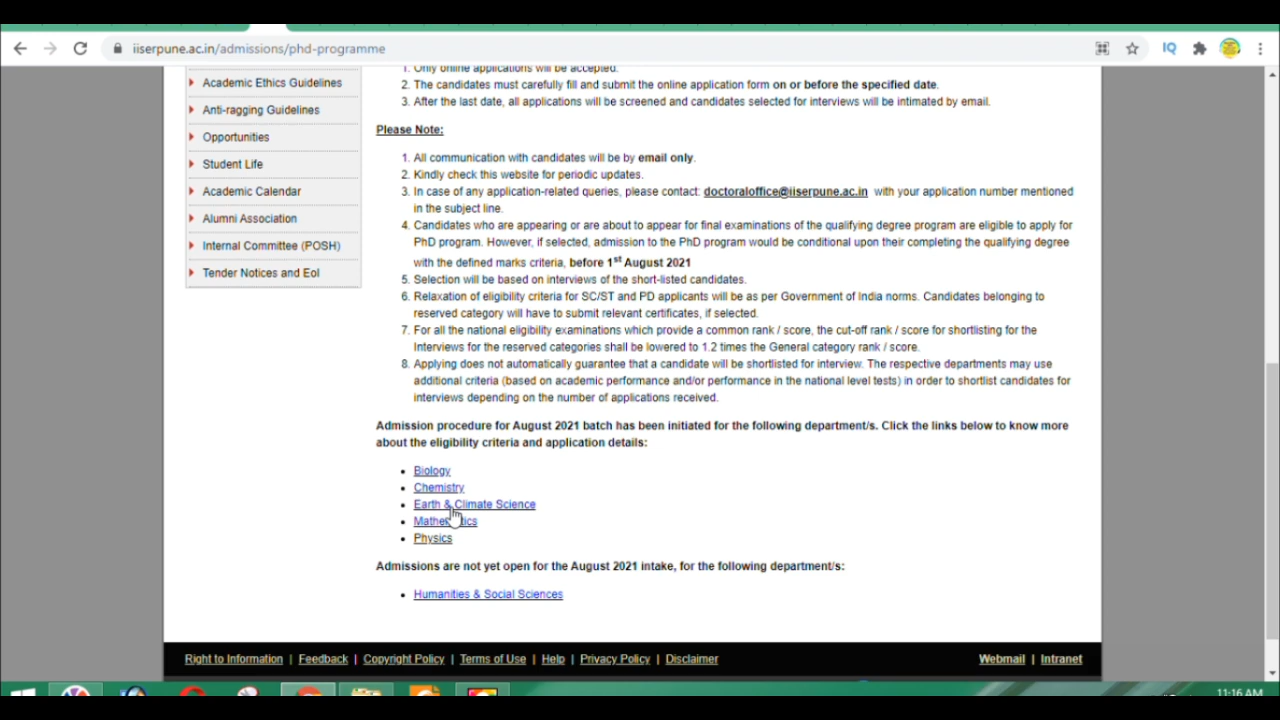 iiserpune.ac.in/admissions/phd-programme
IQ
Academic Ethics Guidelines
Anti-ragging Guidelines
Opportunities
Student Life
Academic Calendar
Alumni Association
Internal Committee (POSH)
Tender Notices and EoI
1. Only online applications will be accepted.
2. The candidates must carefully fill and submit the online application form on or before the specified date.
3. After the last date, all applications will be screened and candidates selected for interviews will be intimated by email.
Please Note:
1. All communication with candidates will be by email only.
2. Kindly check this website for periodic updates.
3. In case of any application-related queries, please contact: doctoraloffice@iiserpune.ac.in with your application number mentioned
in the subject line.
4. Candidates who are appearing or are about to appear for final examinations of the qualifying degree program are eligible to apply for
PhD program. However, if selected, admission to the PhD program would be conditional upon their completing the qualifying degree
with the defined marks criteria, before 1st August 2021
5. Selection will be based on interviews of the short-listed candidates.
6. Relaxation of eligibility criteria for SC/ST and PD applicants will be as per Government of India norms. Candidates belonging to
reserved category will have to submit relevant certificates, if selected.
7. For all the national eligibility examinations which provide a common rank / score, the cut-off rank / score for shortlisting for the
Interviews for the reserved categories shall be lowered to 1.2 times the General category rank / score.
8. Applying does not automatically guarantee that a candidate will be shortlisted for interview. The respective departments may use
additional criteria (based on academic performance and/or performance in the national level tests) in order to shortlist candidates for
interviews depending on the number of applications received.
Admission procedure for August 2021 batch has been initiated for the following department/s. Click the links below to know more
about the eligibility criteria and application details:
Biology
Chemistry
Earth & Climate Science
Mathematics
Physics
Admissions are not yet open for the August 2021 intake, for the following department/s:
Humanities & Social Sciences
Right to Information | Feedback | Copyright Policy | Terms of Use | Help | Privacy Policy | Disclaimer
Webmail | Intranet
11:16 AM